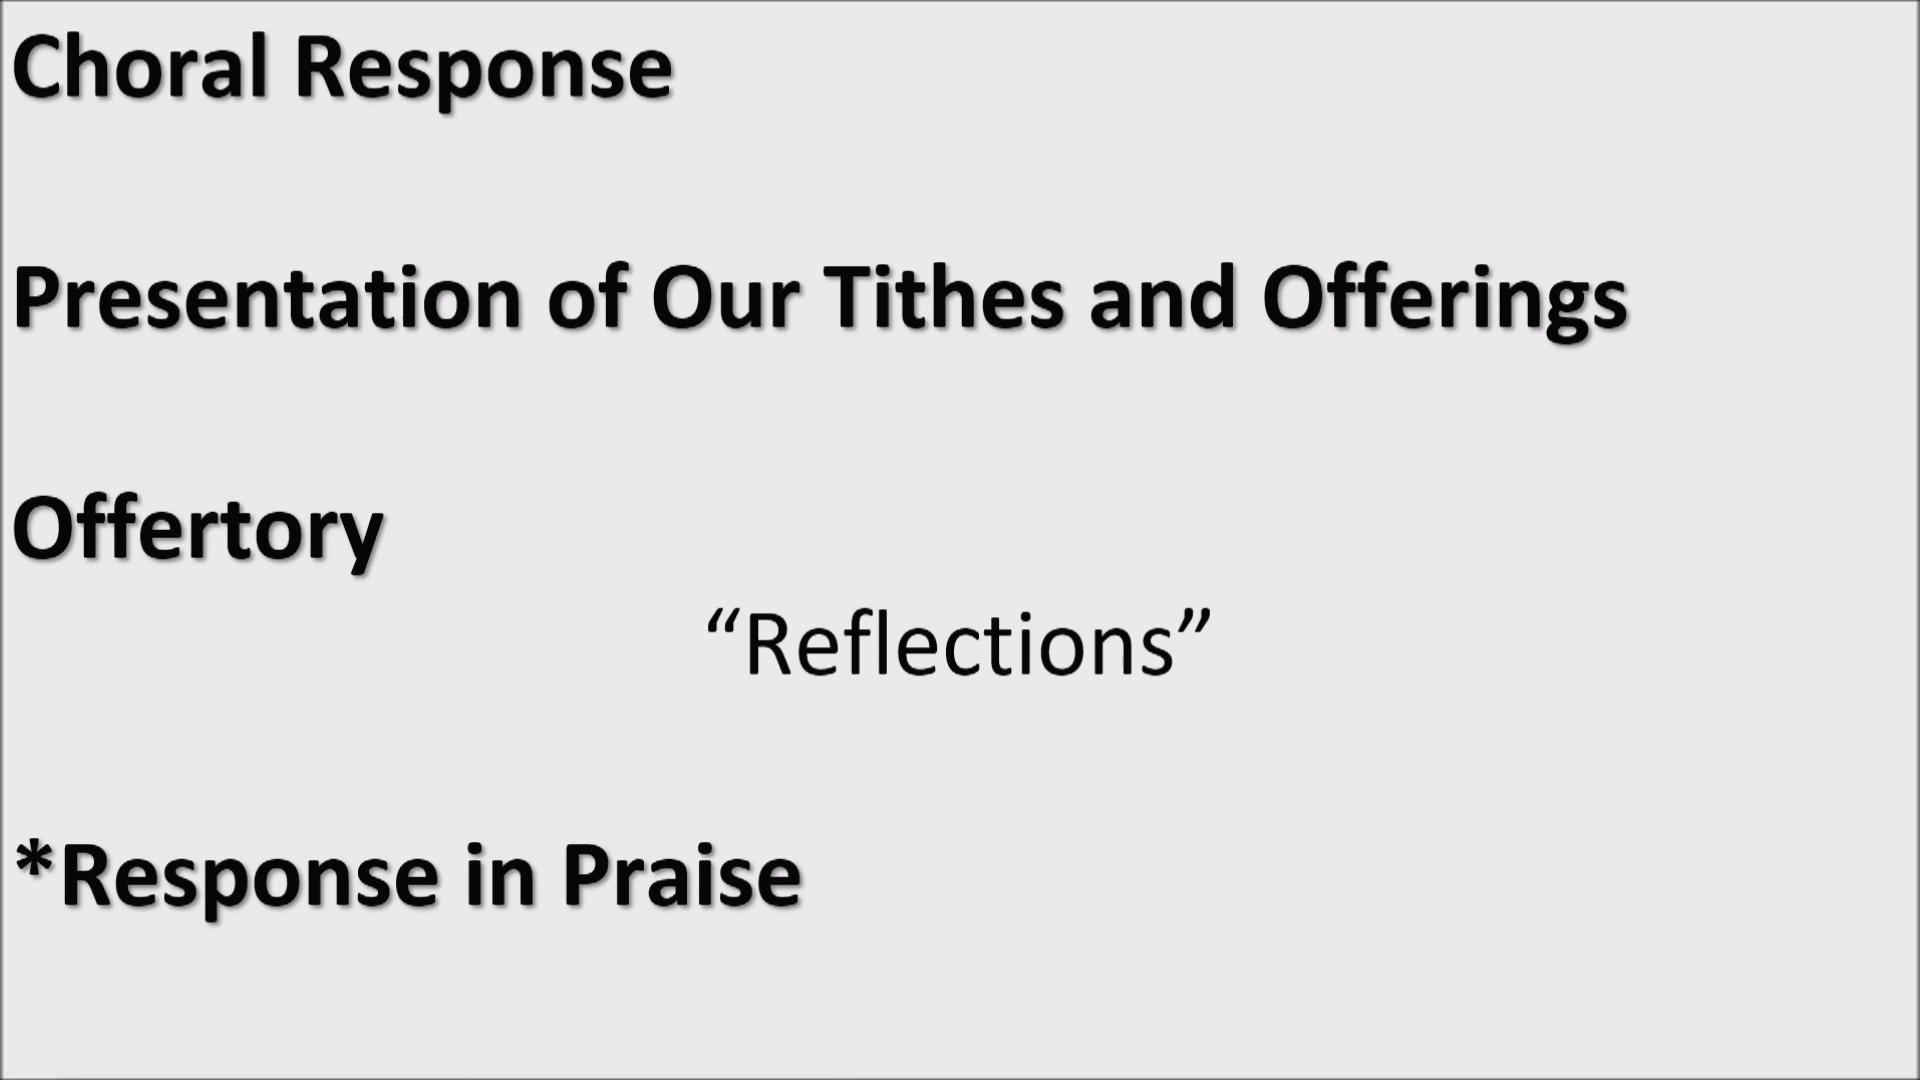 Choral Response
Presentation of Our Tithes and Offerings
Offertory
“Reflections”
*Response in Praise